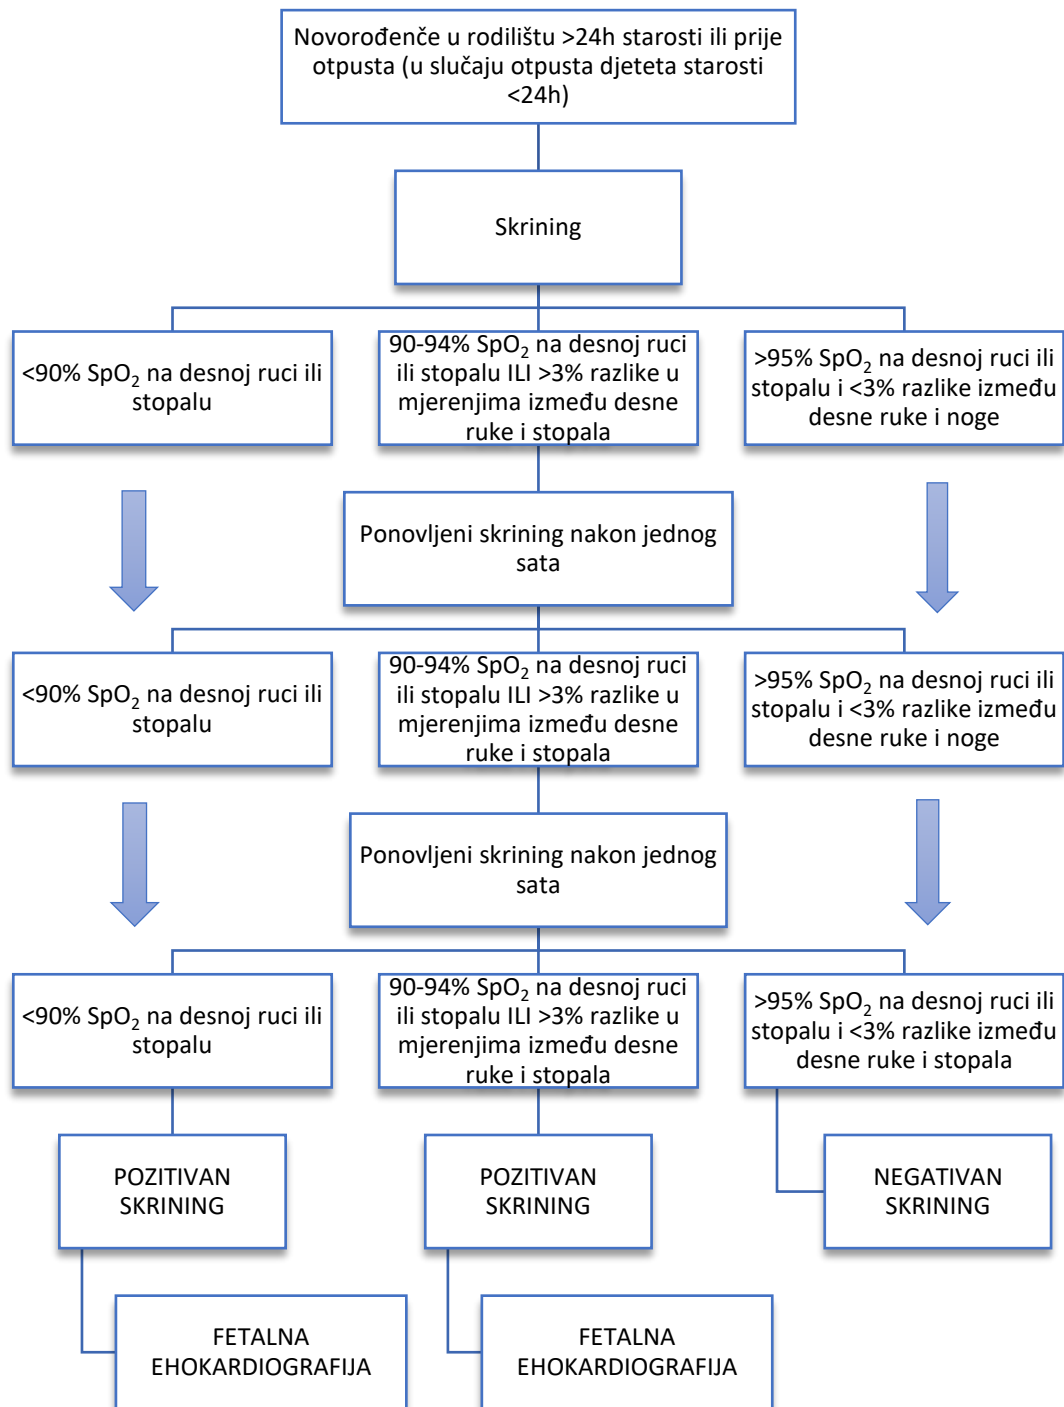 Novorođenče u rodilištu >24h starosti ili prije
otpusta (u slučaju otpusta djeteta starosti
<24h)
Skrining
<90% SpO₂ na desnoj ruci ili
stopalu
90-94% SpO₂ na desnoj ruci
ili stopalu ILI >3% razlike u
mjerenjima između desne
ruke i stopala
>95% SpO₂ na desnoj ruci ili
stopalu i <3% razlike između
desne ruke i noge
Ponovljeni skrining nakon jednog
sata
<90% SpO₂ na desnoj ruci ili
stopalu
90-94% SpO₂ na desnoj ruci
ili stopalu ILI >3% razlike u
mjerenjima između desne
ruke i stopala
>95% SpO₂ na desnoj ruci ili
stopalu i <3% razlike između
desne ruke i noge
Ponovljeni skrining nakon jednog
sata
<90% SpO₂ na desnoj ruci ili
stopalu
90-94% SpO₂ na desnoj ruci
ili stopalu ILI >3% razlike u
mjerenjima između desne
ruke i stopala
>95% SpO₂ na desnoj ruci ili
stopalu i <3% razlike između
desne ruke i stopala
POZITIVAN
SKRINING
POZITIVAN
SKRINING
NEGATIVAN
SKRINING
FETALNA
EHOKARDIOGRAFIJA
FETALNA
EHOKARDIOGRAFIJA